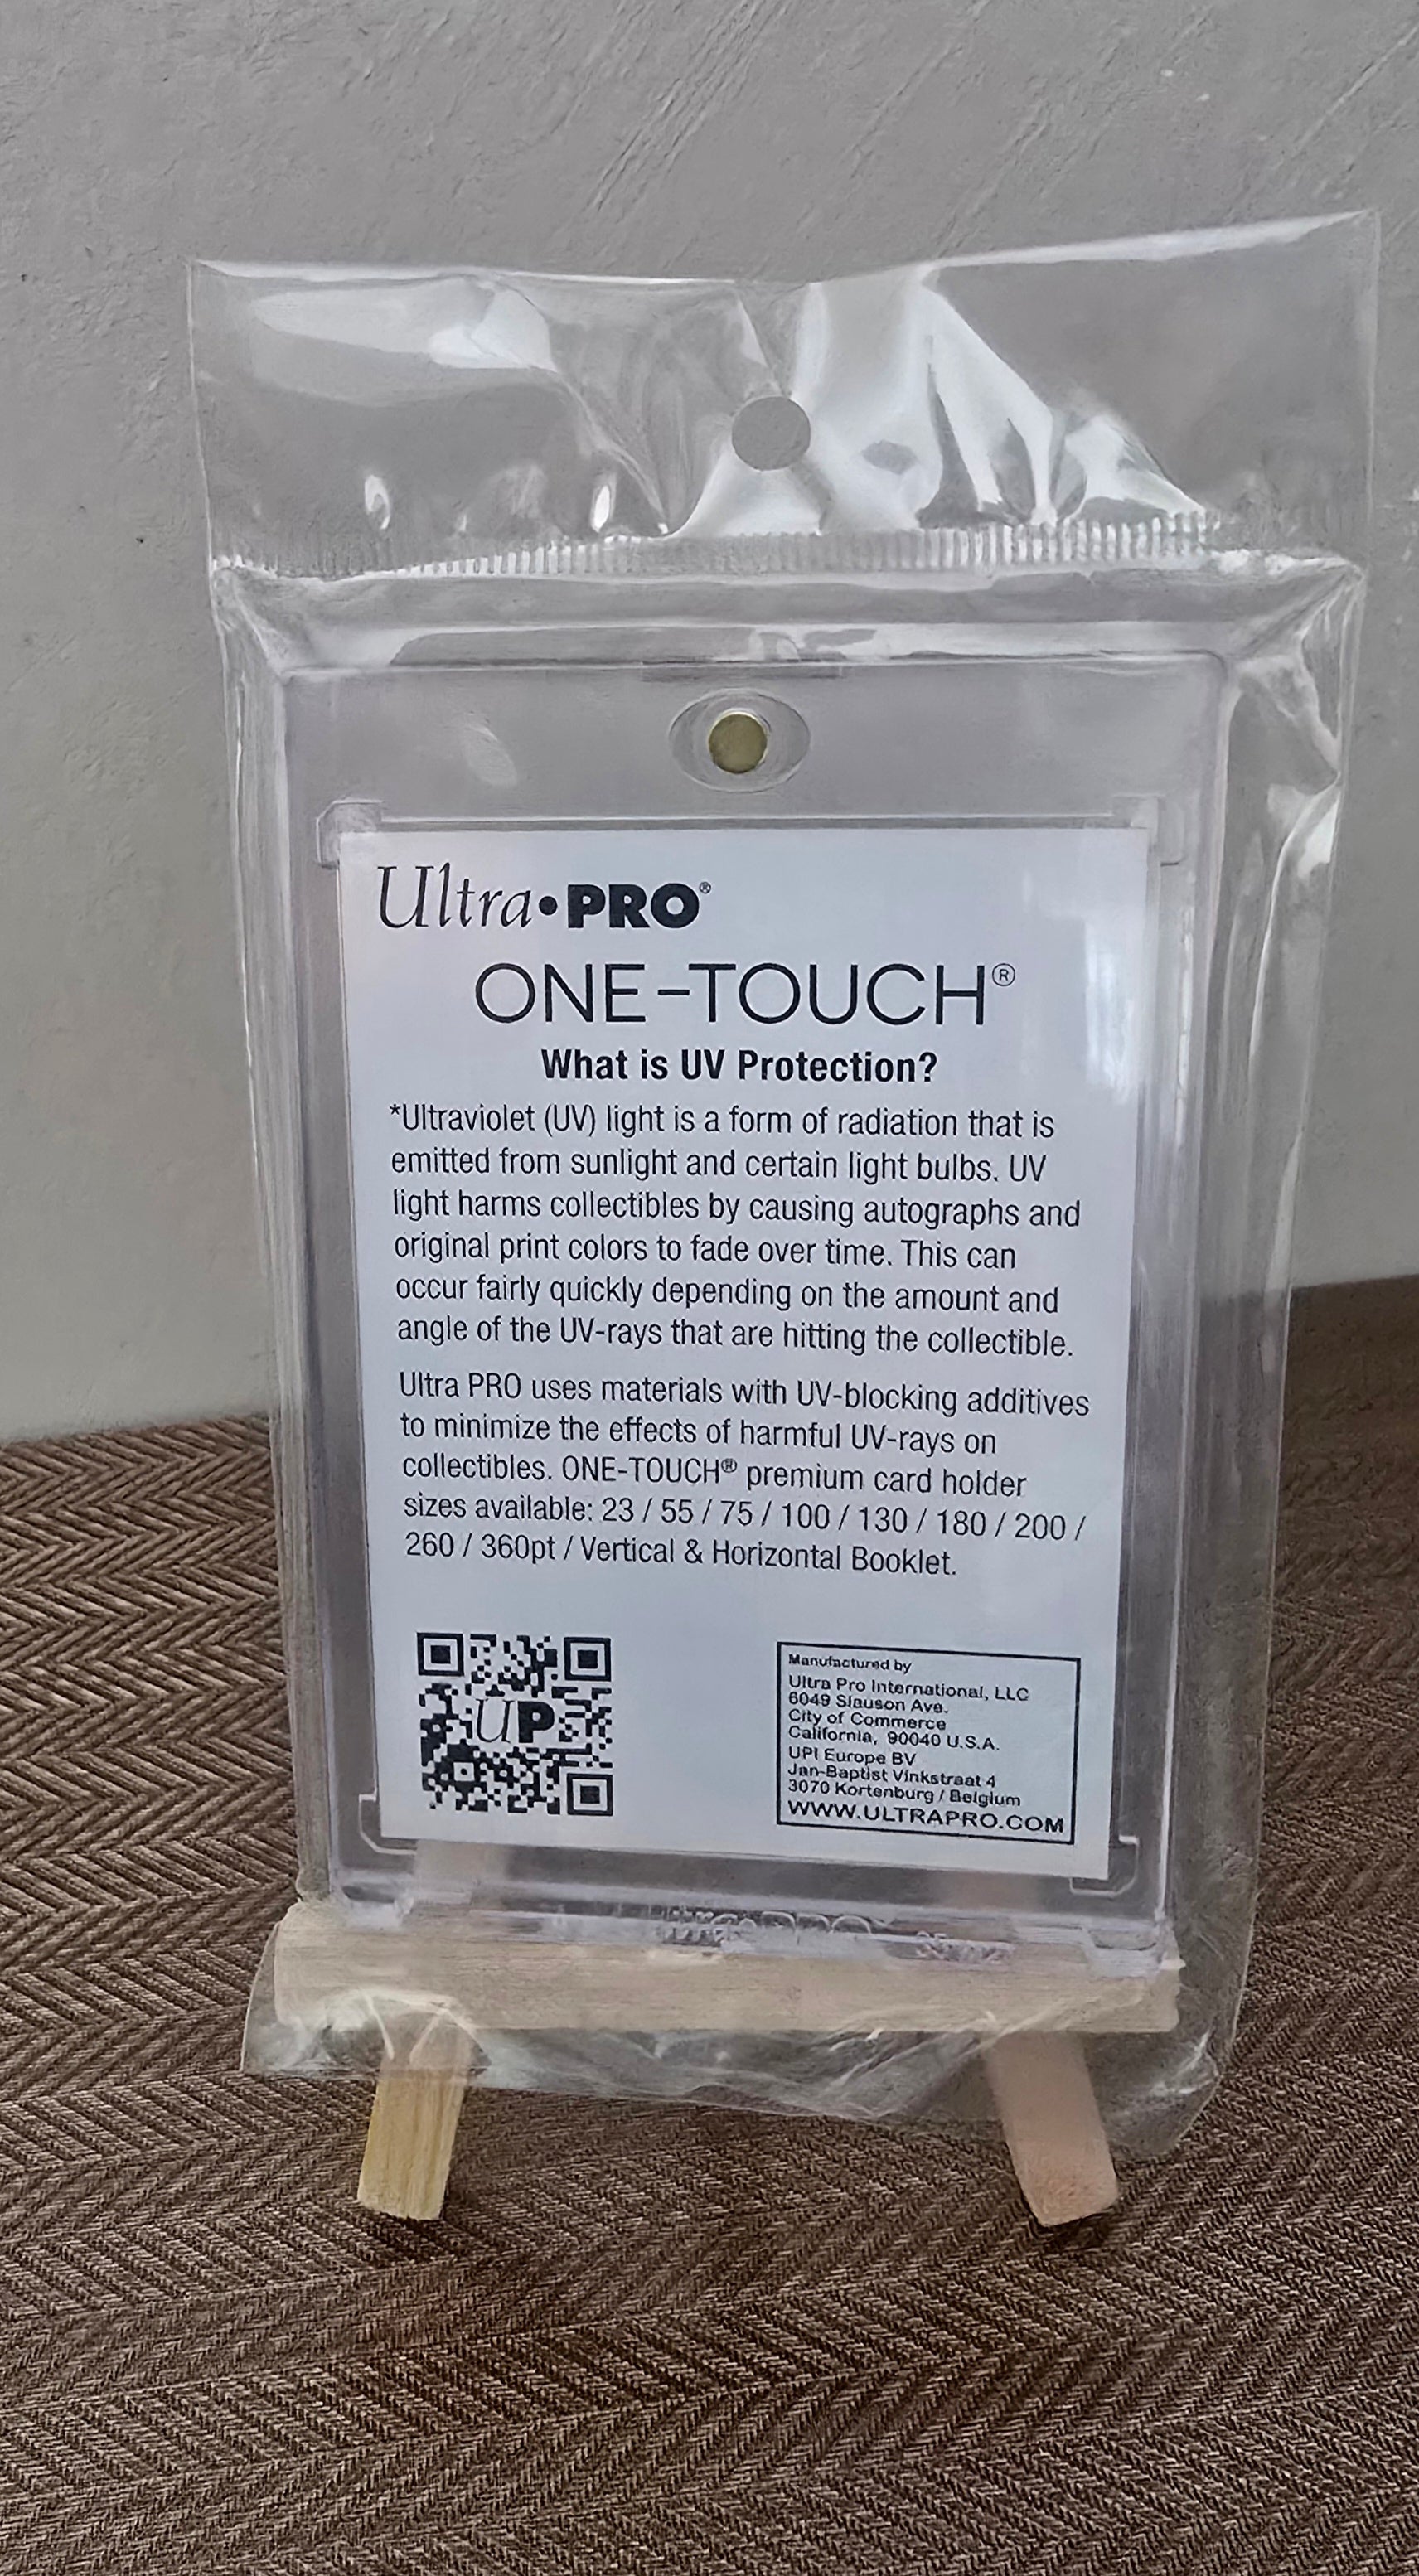 Ultra•PRO®
ONE-TOUCH®
What is UV Protection?
*Ultraviolet (UV) light is a form of radiation that is
emitted from sunlight and certain light bulbs. UV
light harms collectibles by causing autographs and
original print colors to fade over time. This can
occur fairly quickly depending on the amount and
angle of the UV-rays that are hitting the collectible.
Ultra PRO uses materials with UV-blocking additives
to minimize the effects of harmful UV-rays on
collectibles. ONE-TOUCH® premium card holder
sizes available: 23 / 55 / 75 / 100 / 130 / 180 / 200 /
260 / 360pt / Vertical & Horizontal Booklet.
UP
Manufactured by
Ultra Pro International, LLC
6049 Slauson Ave.
City of Commerce
California, 90040 U.S.A.
UPI Europe BV
Jan-Baptist Vinkstraat 4
3070 Kortenburg / Belgium
WWW.ULTRAPRO.COM